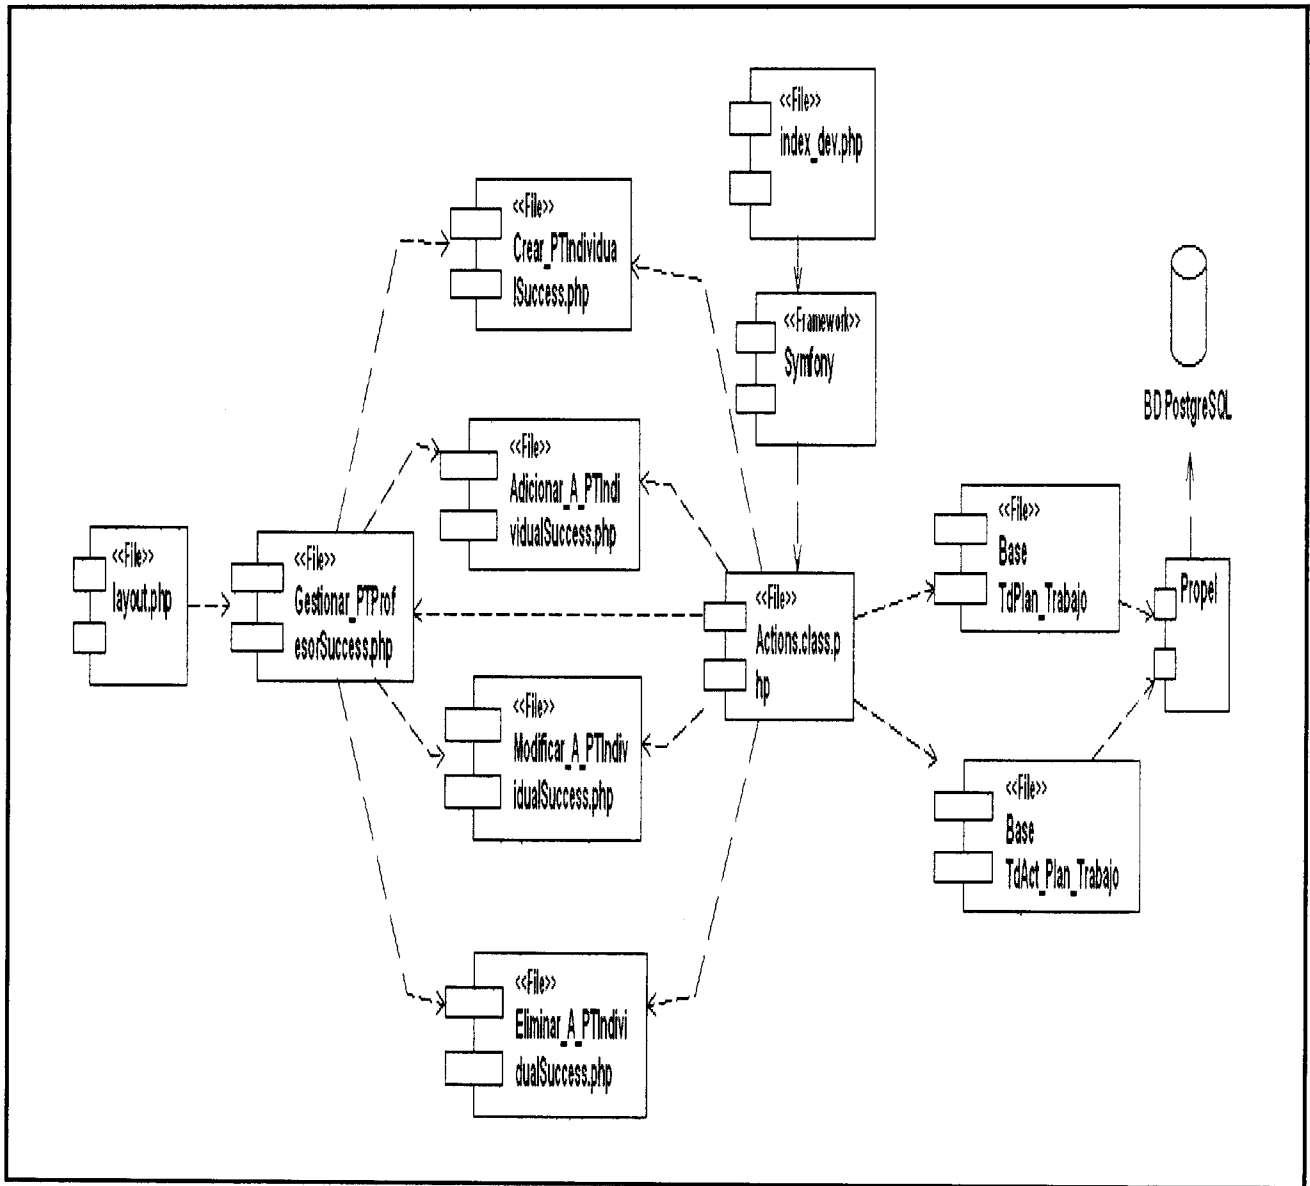 <<File>>
index_dev.php
<<File>>
Crear_PTIndividua
lSuccess.php
<<Framework>>
Symfony
BD PostgreSQL
<<File>>
Adicionar_A_PTIndi
vidualSuccess.php
<<File>>
layout.php
<<File>>
Gestionar_PTProf
esorSuccess.php
<<File>>
Actions.class.p
hp
<<File>>
Base
TdPlan_Trabajo
Propel
<<File>>
Modificar_A_PTIndiv
idualSuccess.php
<<File>>
Base
TdAct_Plan_Trabajo
<<File>>
Eliminar_A_PTIndivi
dualSuccess.php